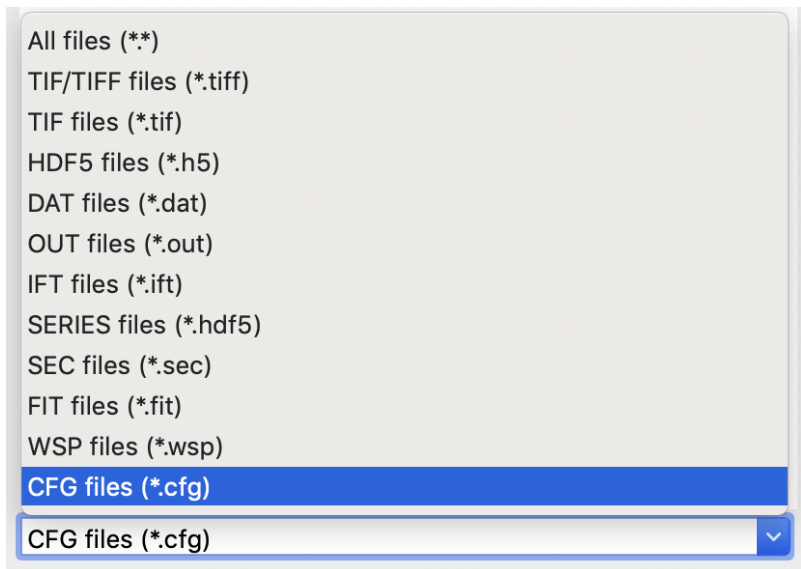 All files (*.*)
TIF/TIFF files (*.tiff)
TIF files (*.tif)
HDF5 files (*.h5)
DAT files (*.dat)
OUT files (*.out)
IFT files (*.ift)
SERIES files (*.hdf5)
SEC files (*.sec)
FIT files (*.fit)
WSP files (*.wsp)
CFG files (*.cfg)
CFG files (*.cfg)